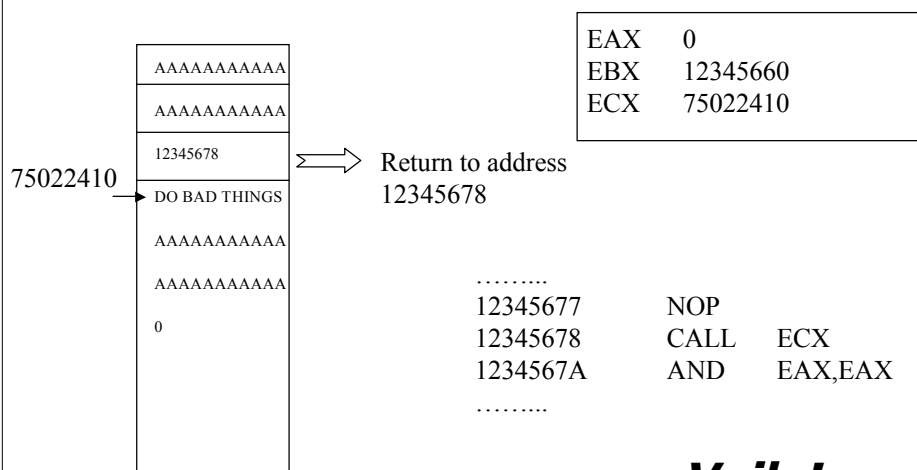 EAX 0
EBX 12345660
ECX 75022410
AAAAAAAAAAA
AAAAAAAAAAA
12345678
Return to address
12345678
75022410
DO BAD THINGS
AAAAAAAAAAA
AAAAAAAAAAA
0
……...
12345677 NOP
12345678 CALL ECX
1234567A AND EAX,EAX
……...